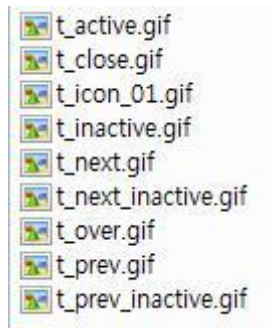 t_active.gif
t_close.gif
t_icon_01.gif
t_inactive.gif
t_next.gif
t_next_inactive.gif
t_over.gif
t_prev.gif
t_prev_inactive.gif